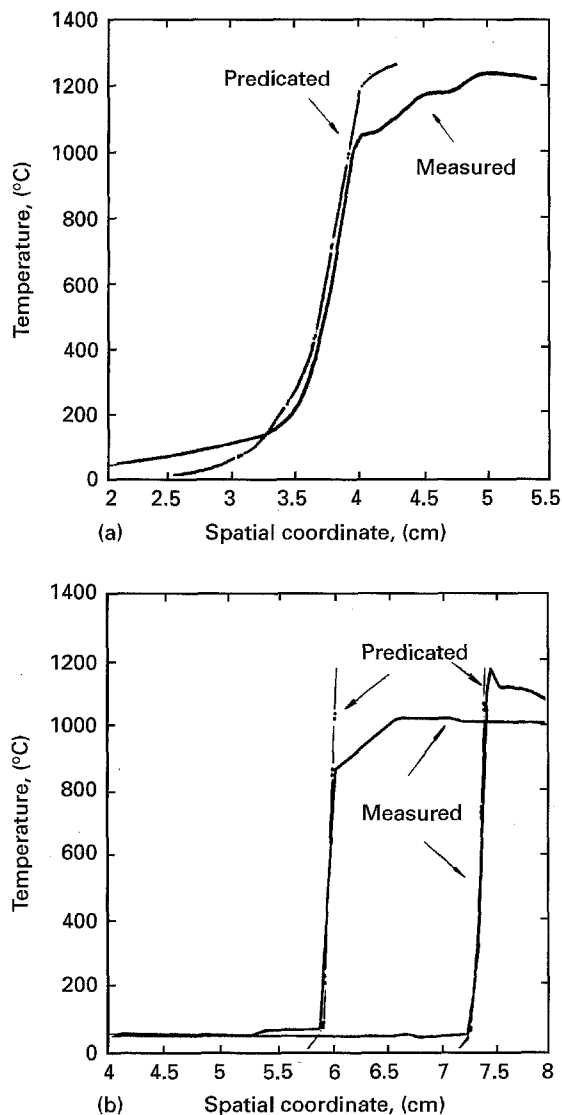 1400
1200
1000
800
600
400
200
0
Temperature, (°C)
Predicated
Measured
2 2.5 3 3.5 4 4.5 5 5.5
(a) Spatial coordinate, (cm)
1400
1200
1000
800
600
400
200
0
Temperature, (°C)
Predicated
Measured
4 4.5 5 5.5 6 6.5 7 7.5 8
(b) Spatial coordinate, (cm)